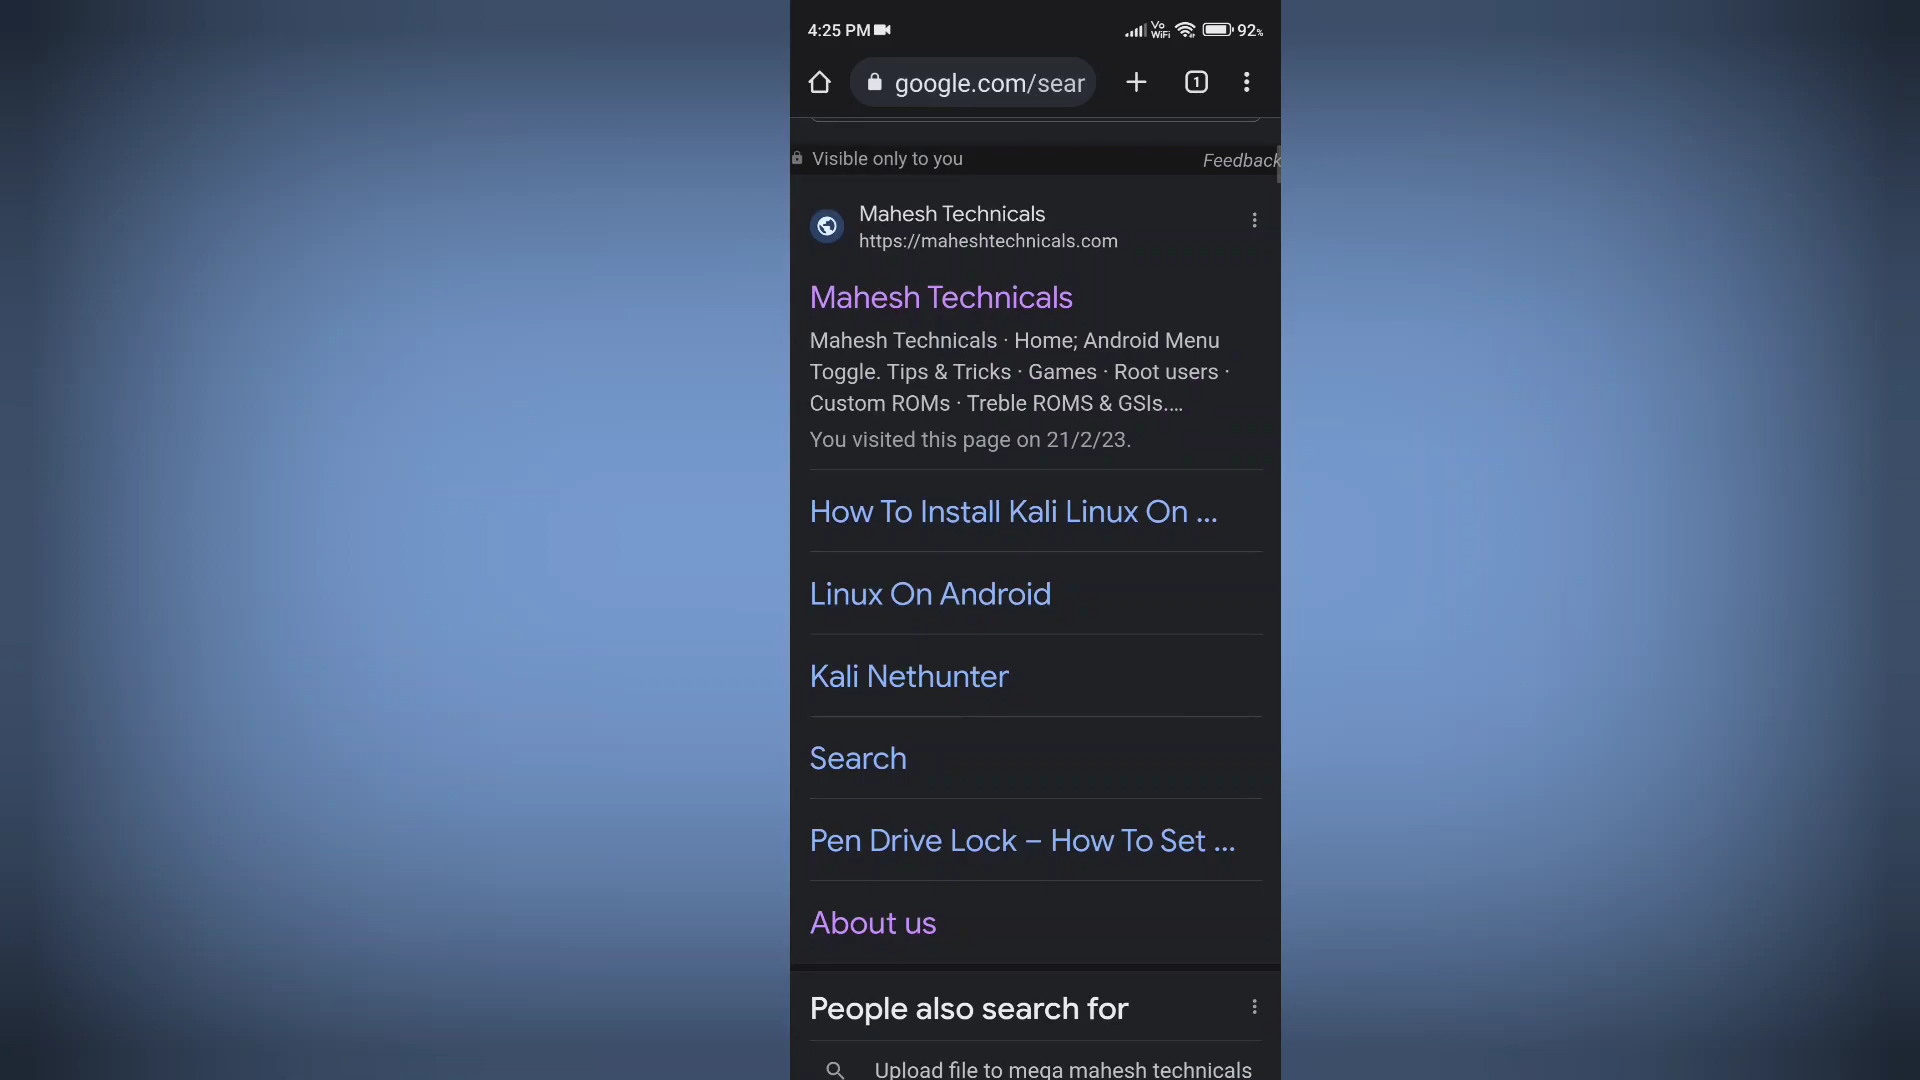 4:25 PM
Vo
WiFi
92%
google.com/sear
1
Visible only to you
Feedback
Mahesh Technicals
https://maheshtechnicals.com
Mahesh Technicals
Mahesh Technicals · Home; Android Menu
Toggle. Tips & Tricks · Games · Root users ·
Custom ROMs · Treble ROMS & GSIs....
You visited this page on 21/2/23.
How To Install Kali Linux On ...
Linux On Android
Kali Nethunter
Search
Pen Drive Lock – How To Set ...
About us
People also search for
Upload file to mega mahesh technicals